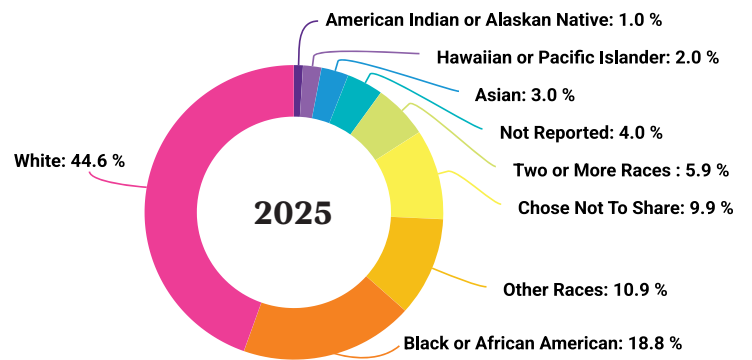 American Indian or Alaskan Native: 1.0 %
Hawaiian or Pacific Islander: 2.0 %
Asian: 3.0 %
Not Reported: 4.0 %
White: 44.6 %
Two or More Races : 5.9 %
Chose Not To Share: 9.9 %
2025
Other Races: 10.9 %
Black or African American: 18.8 %